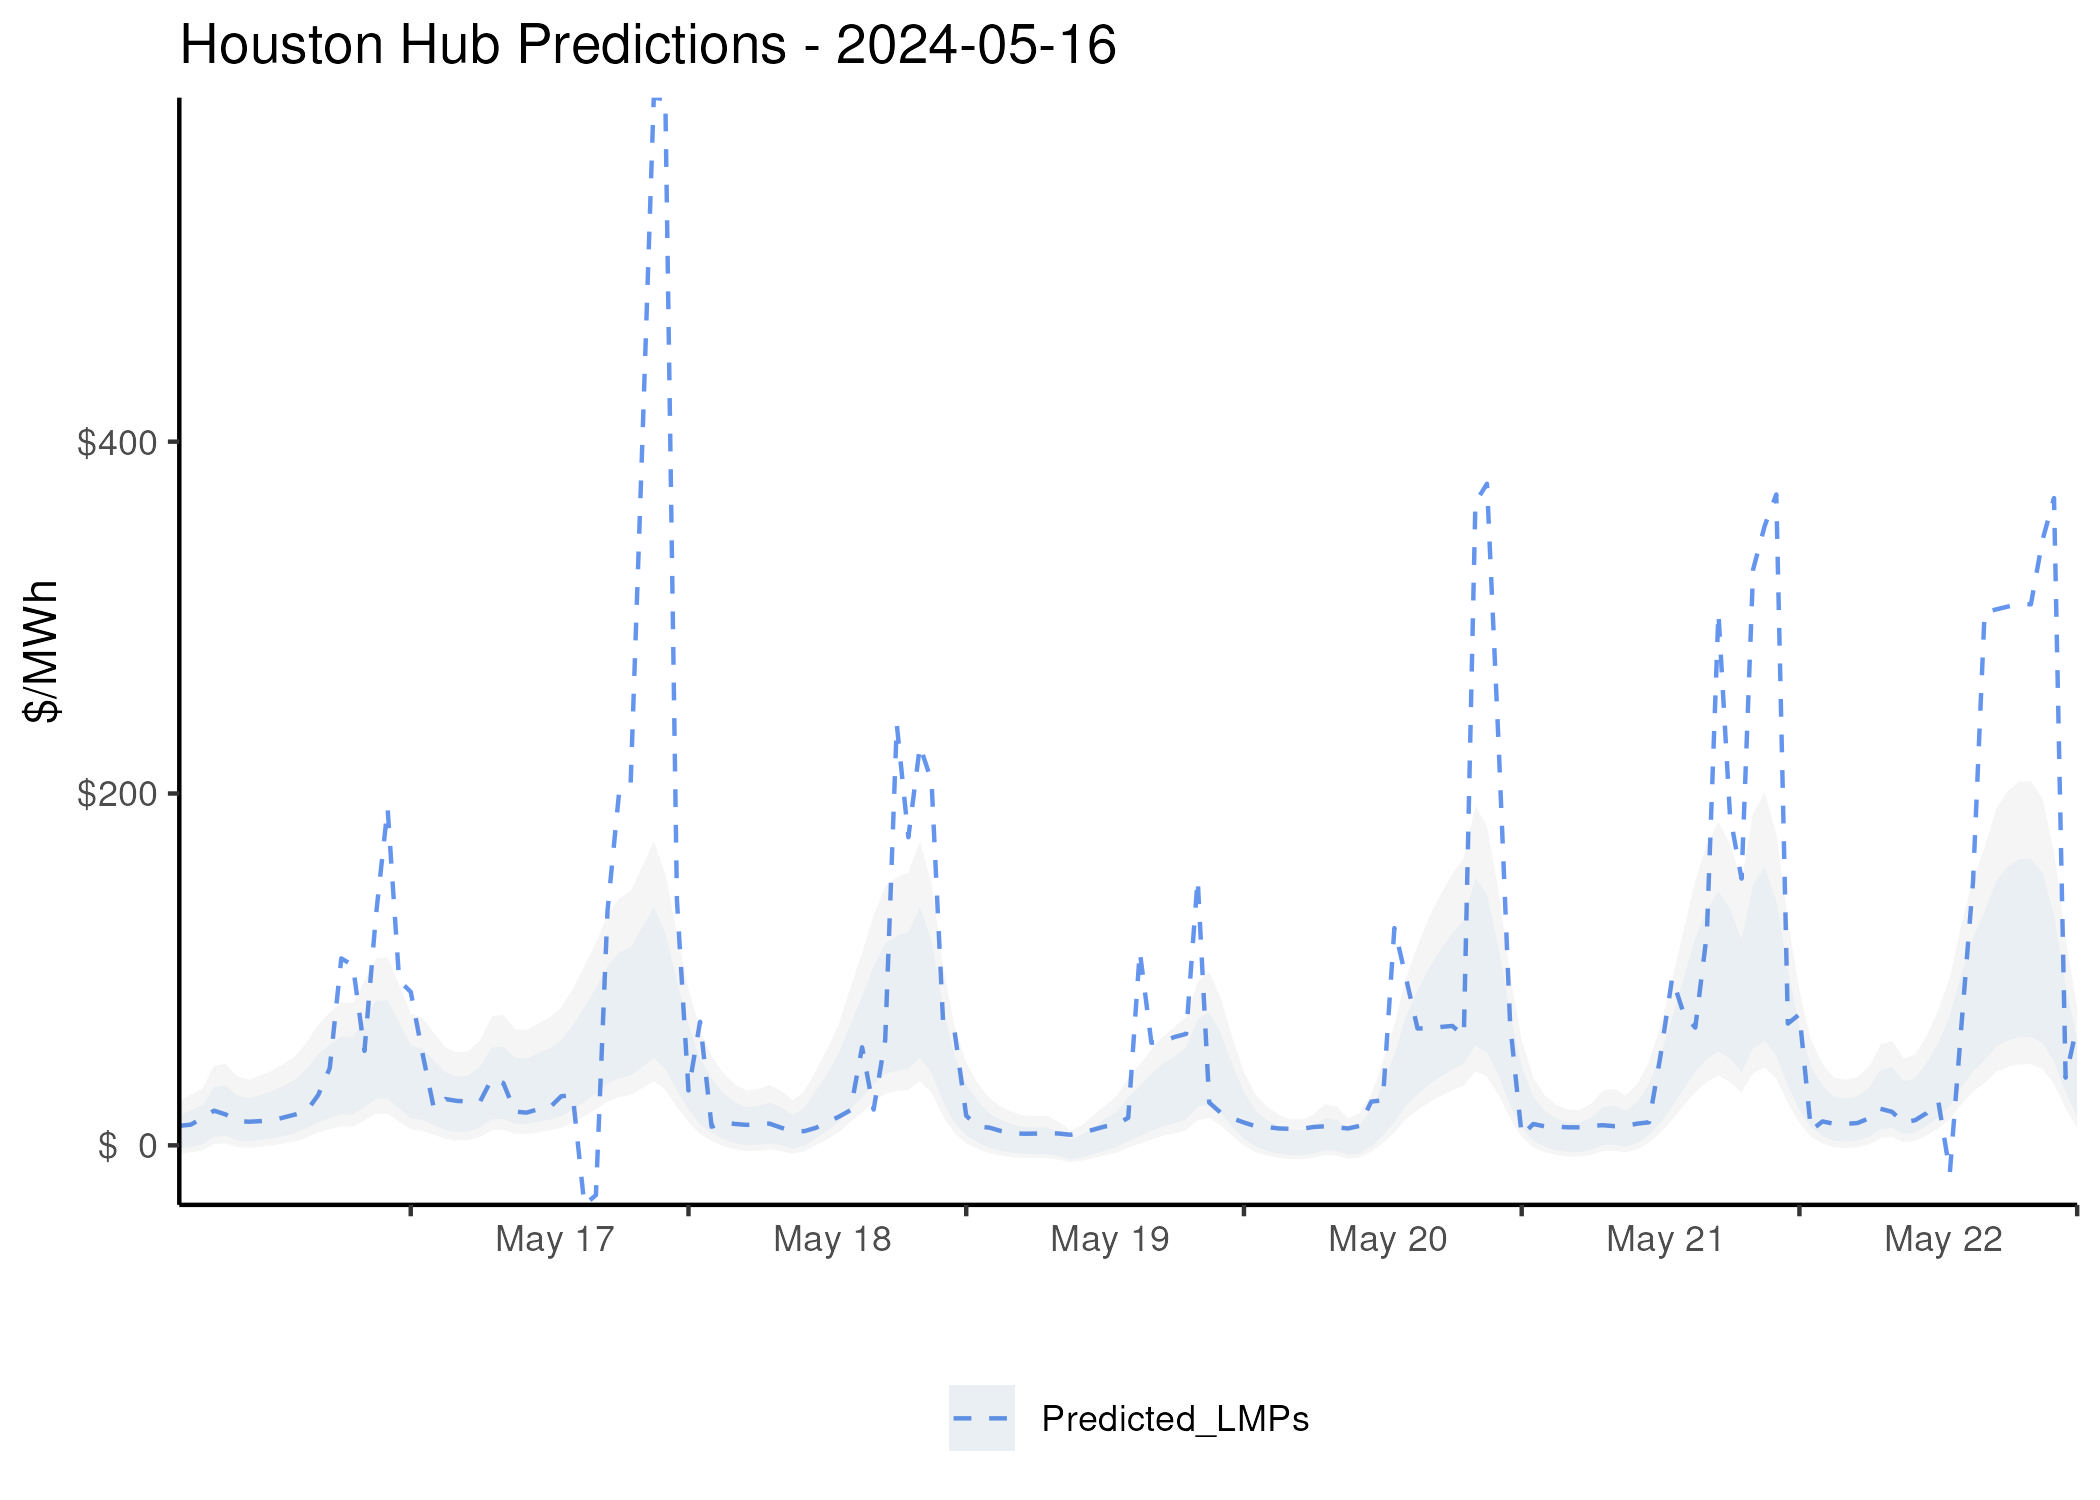 Houston Hub Predictions - 2024-05-16
$/MWh
$400
$200
$ 0
May 17
May 18
May 19
May 20
May 21
May 22
Predicted_LMPs